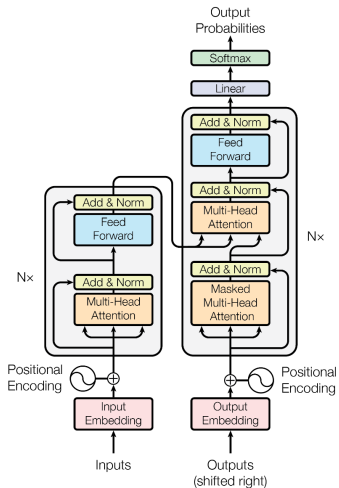 Output
Probabilities
Softmax
Linear
Add & Norm
Feed
Forward
Add & Norm
Multi-Head
Attention
Add & Norm
Masked
Multi-Head
Attention
N×
Add & Norm
Feed
Forward
Add & Norm
Multi-Head
Attention
N×
Positional
Encoding
Positional
Encoding
Input
Embedding
Output
Embedding
Inputs
Outputs
(shifted right)